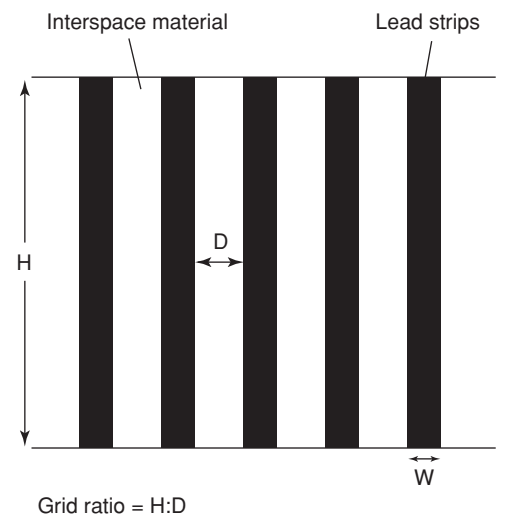 Interspace material
Lead strips
D
H
W
Grid ratio = H:D